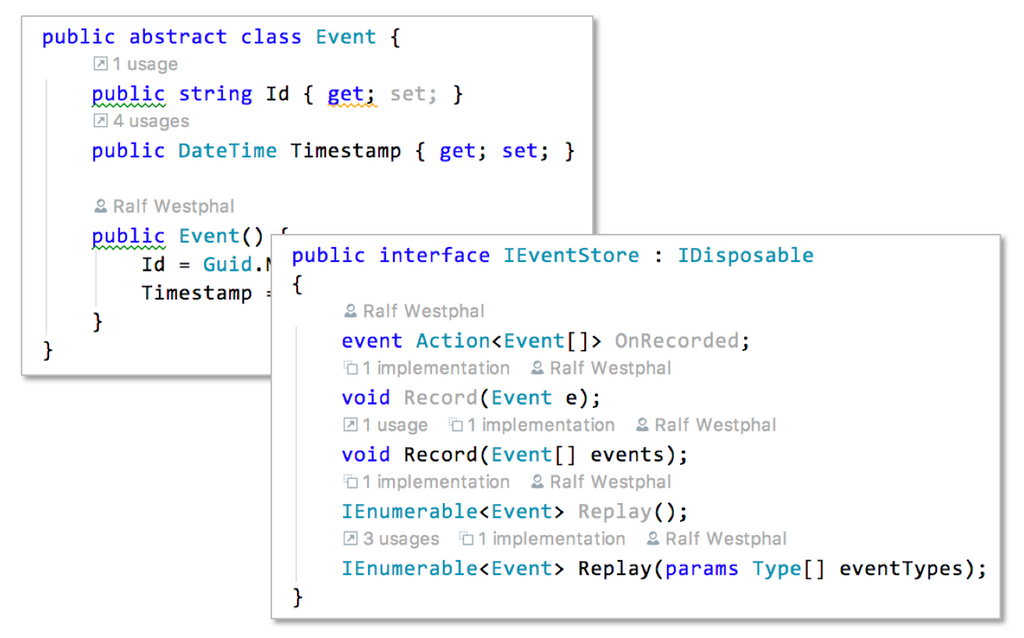 public abstract class Event {
1 usage
public string Id { get; set; }
4 usages
public DateTime Timestamp { get; set; }
Ralf Westphal
public Event() {
Id = Guid.
Timestamp =
}
}
public interface IEventStore : IDisposable
{
Ralf Westphal
event Action<Event[]> OnRecorded;
1 implementation Ralf Westphal
void Record(Event e);
1 usage 1 implementation Ralf Westphal
void Record(Event[] events);
1 implementation Ralf Westphal
IEnumerable<Event> Replay();
3 usages 1 implementation Ralf Westphal
IEnumerable<Event> Replay(params Type[] eventTypes);
}